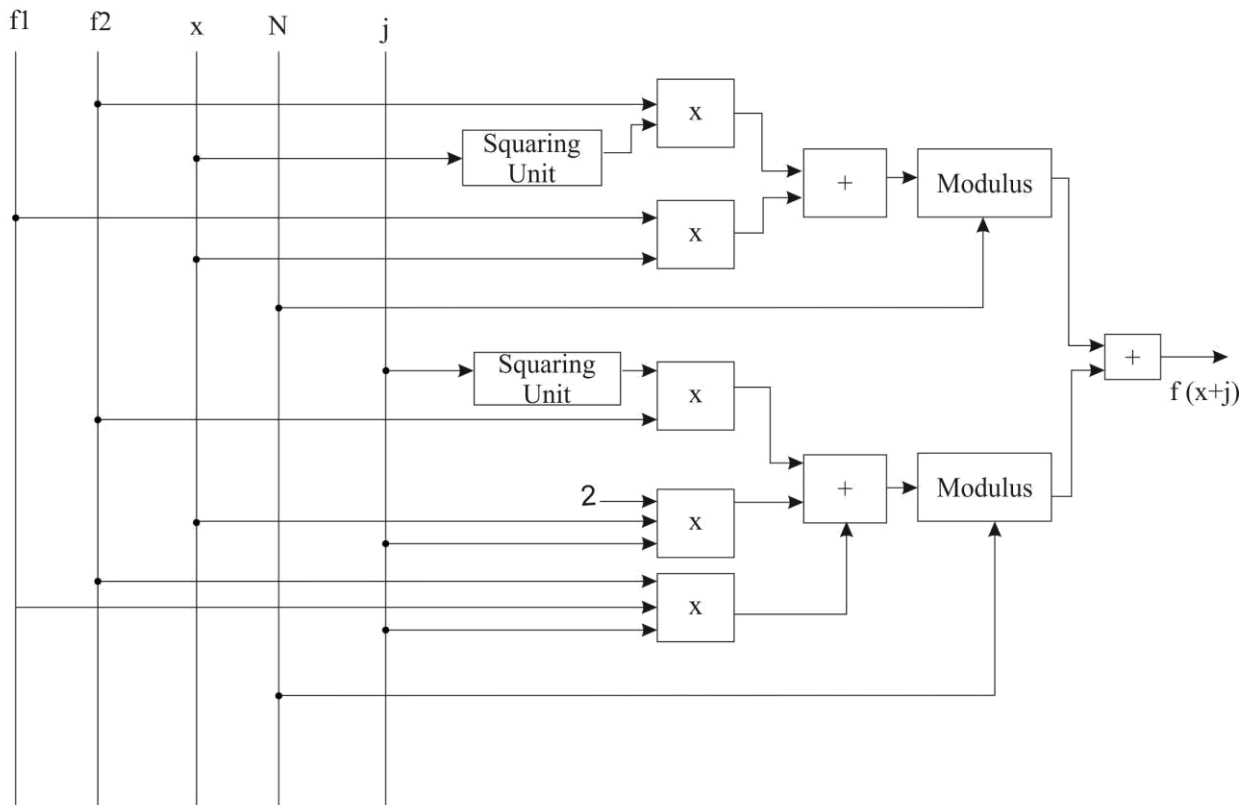 f1 f2 x N j
x
Squaring
Unit
+
Modulus
x
Squaring
Unit
x
+
f (x+j)
2
x
+
Modulus
x